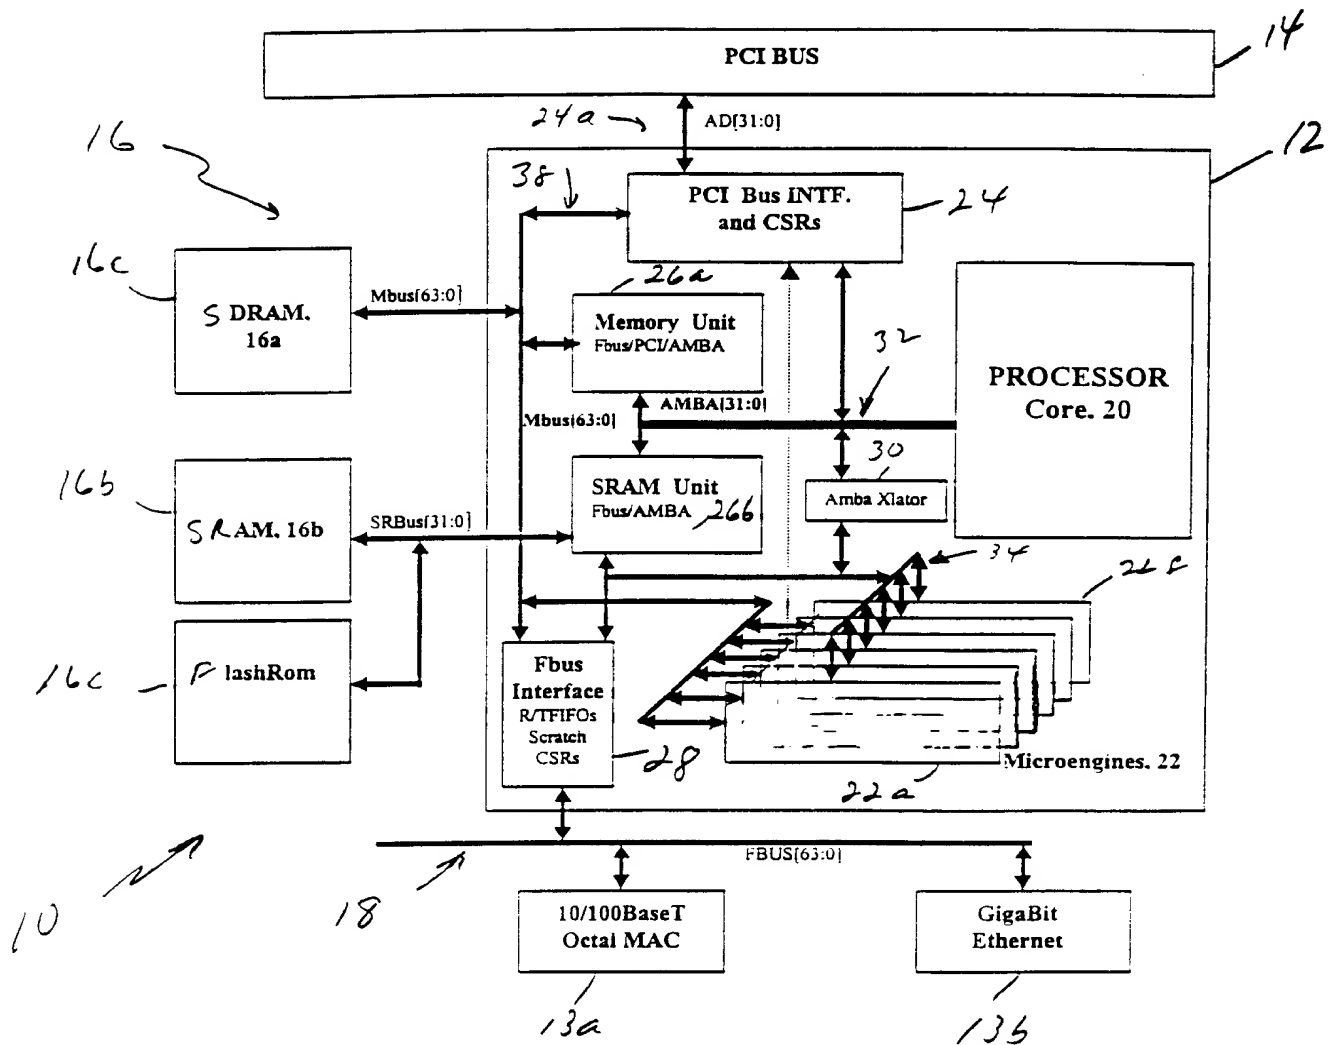 PCI BUS
14
24a
AD[31:0]
12
16
38
PCI Bus INTF.
and CSRs
24
16c
S DRAM.
16a
Mbus[63:0]
26a
Memory Unit
Fbus/PCI/AMBA
32
PROCESSOR
Core. 20
AMBA[31:0]
Mbus[63:0]
30
16b
SRAM. 16b
SRBus[31:0]
SRAM Unit
Fbus/AMBA
26b
Amba Xlator
34
16c
FlashRom
Fbus
Interface
R/TFIFOs
Scratch
CSRs
28
Microengines. 22
22a
10
18
FBUS[63:0]
10/100BaseT
Octal MAC
GigaBit
Ethernet
13a
13b